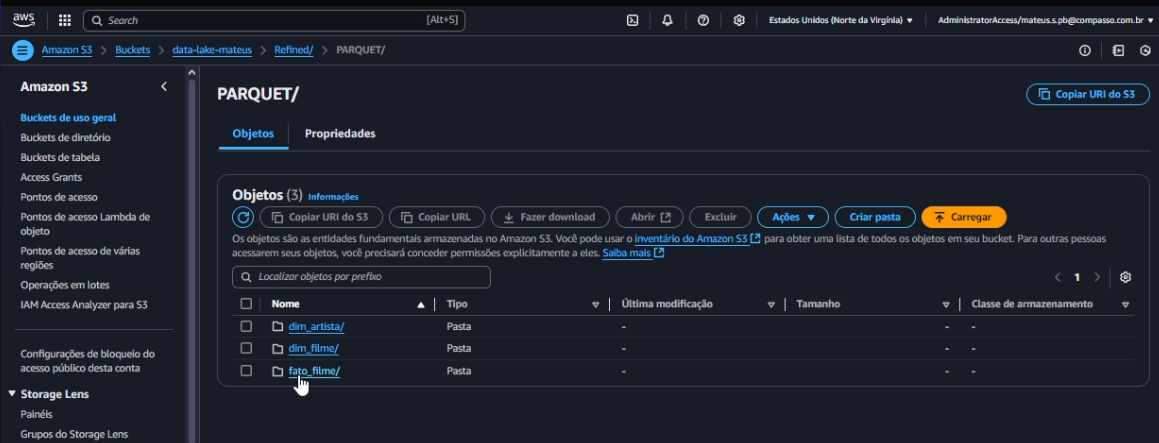 aws Search [Alt+S] Estados Unidos (Norte da Virgínia) ▼ AdministratorAccess/mateus.s.pb@compasso.com.br ▼
Amazon S3 > Buckets > data-lake-mateus > Refined/ > PARQUET/
Amazon S3
Buckets de uso geral
Buckets de diretório
Buckets de tabela
Access Grants
Pontos de acesso
Pontos de acesso Lambda do
objeto
Pontos de acesso de várias
regiões
Operações em lotes
IAM Access Analyzer para S3
Configurações de bloqueio do
acesso público desta conta
▼ Storage Lens
Painéis
Grupos do Storage Lens
PARQUET/
Copiar URI do S3
Objetos Propriedades
Objetos (3) Informações
Copiar URI do S3 Copiar URL Fazer download Abrir Excluir Ações ▼ Criar pasta Carregar
Os objetos são as entidades fundamentais armazenadas no Amazon S3. Você pode usar o inventário do Amazon S3 para obter uma lista de todos os objetos em seu bucket. Para outras pessoas
acessarem seus objetos, você precisará conceder permissões explicitamente a eles. Saiba mais
Localizar objetos por prefixo
< 1 >
Nome Tipo Última modificação Tamanho Classe de armazenamento
dim_artista/ Pasta - - -
dim_filme/ Pasta - - -
fato_filme/ Pasta - - -